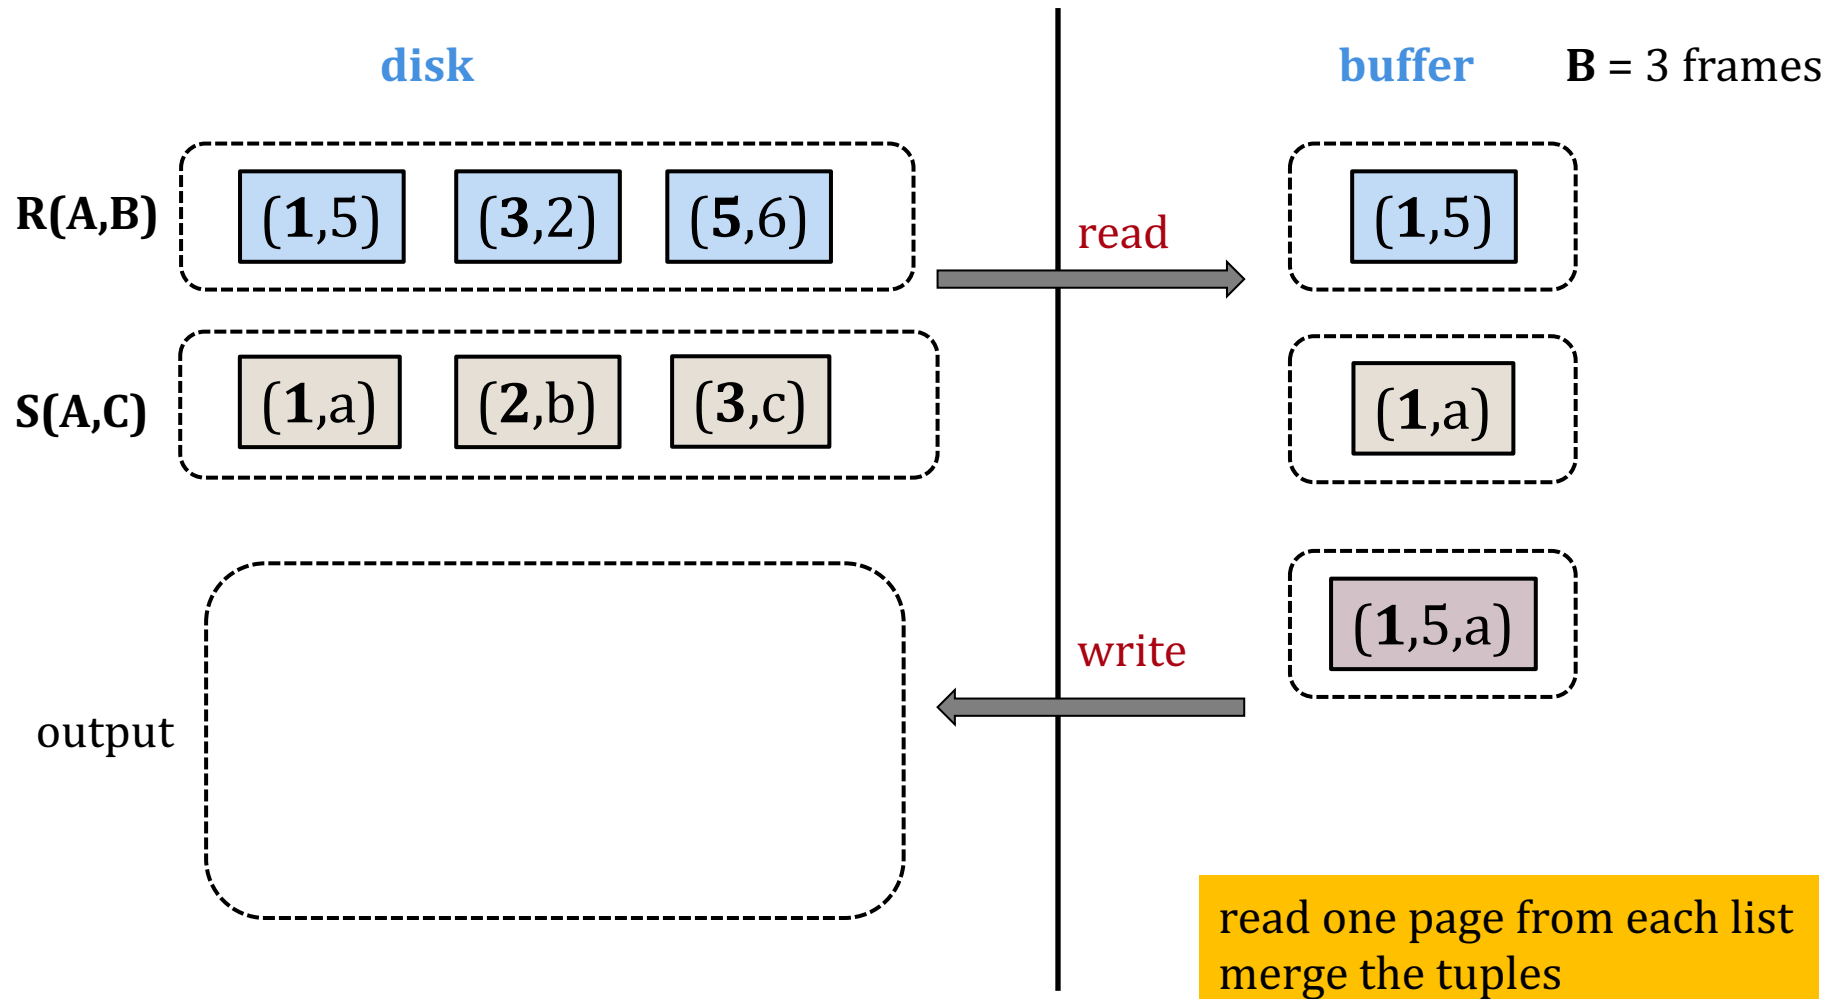 disk
buffer
B = 3 frames
R(A,B)
(1,5)
(3,2)
(5,6)
read
(1,5)
S(A,C)
(1,a)
(2,b)
(3,c)
(1,a)
output
write
(1,5,a)
read one page from each list
merge the tuples